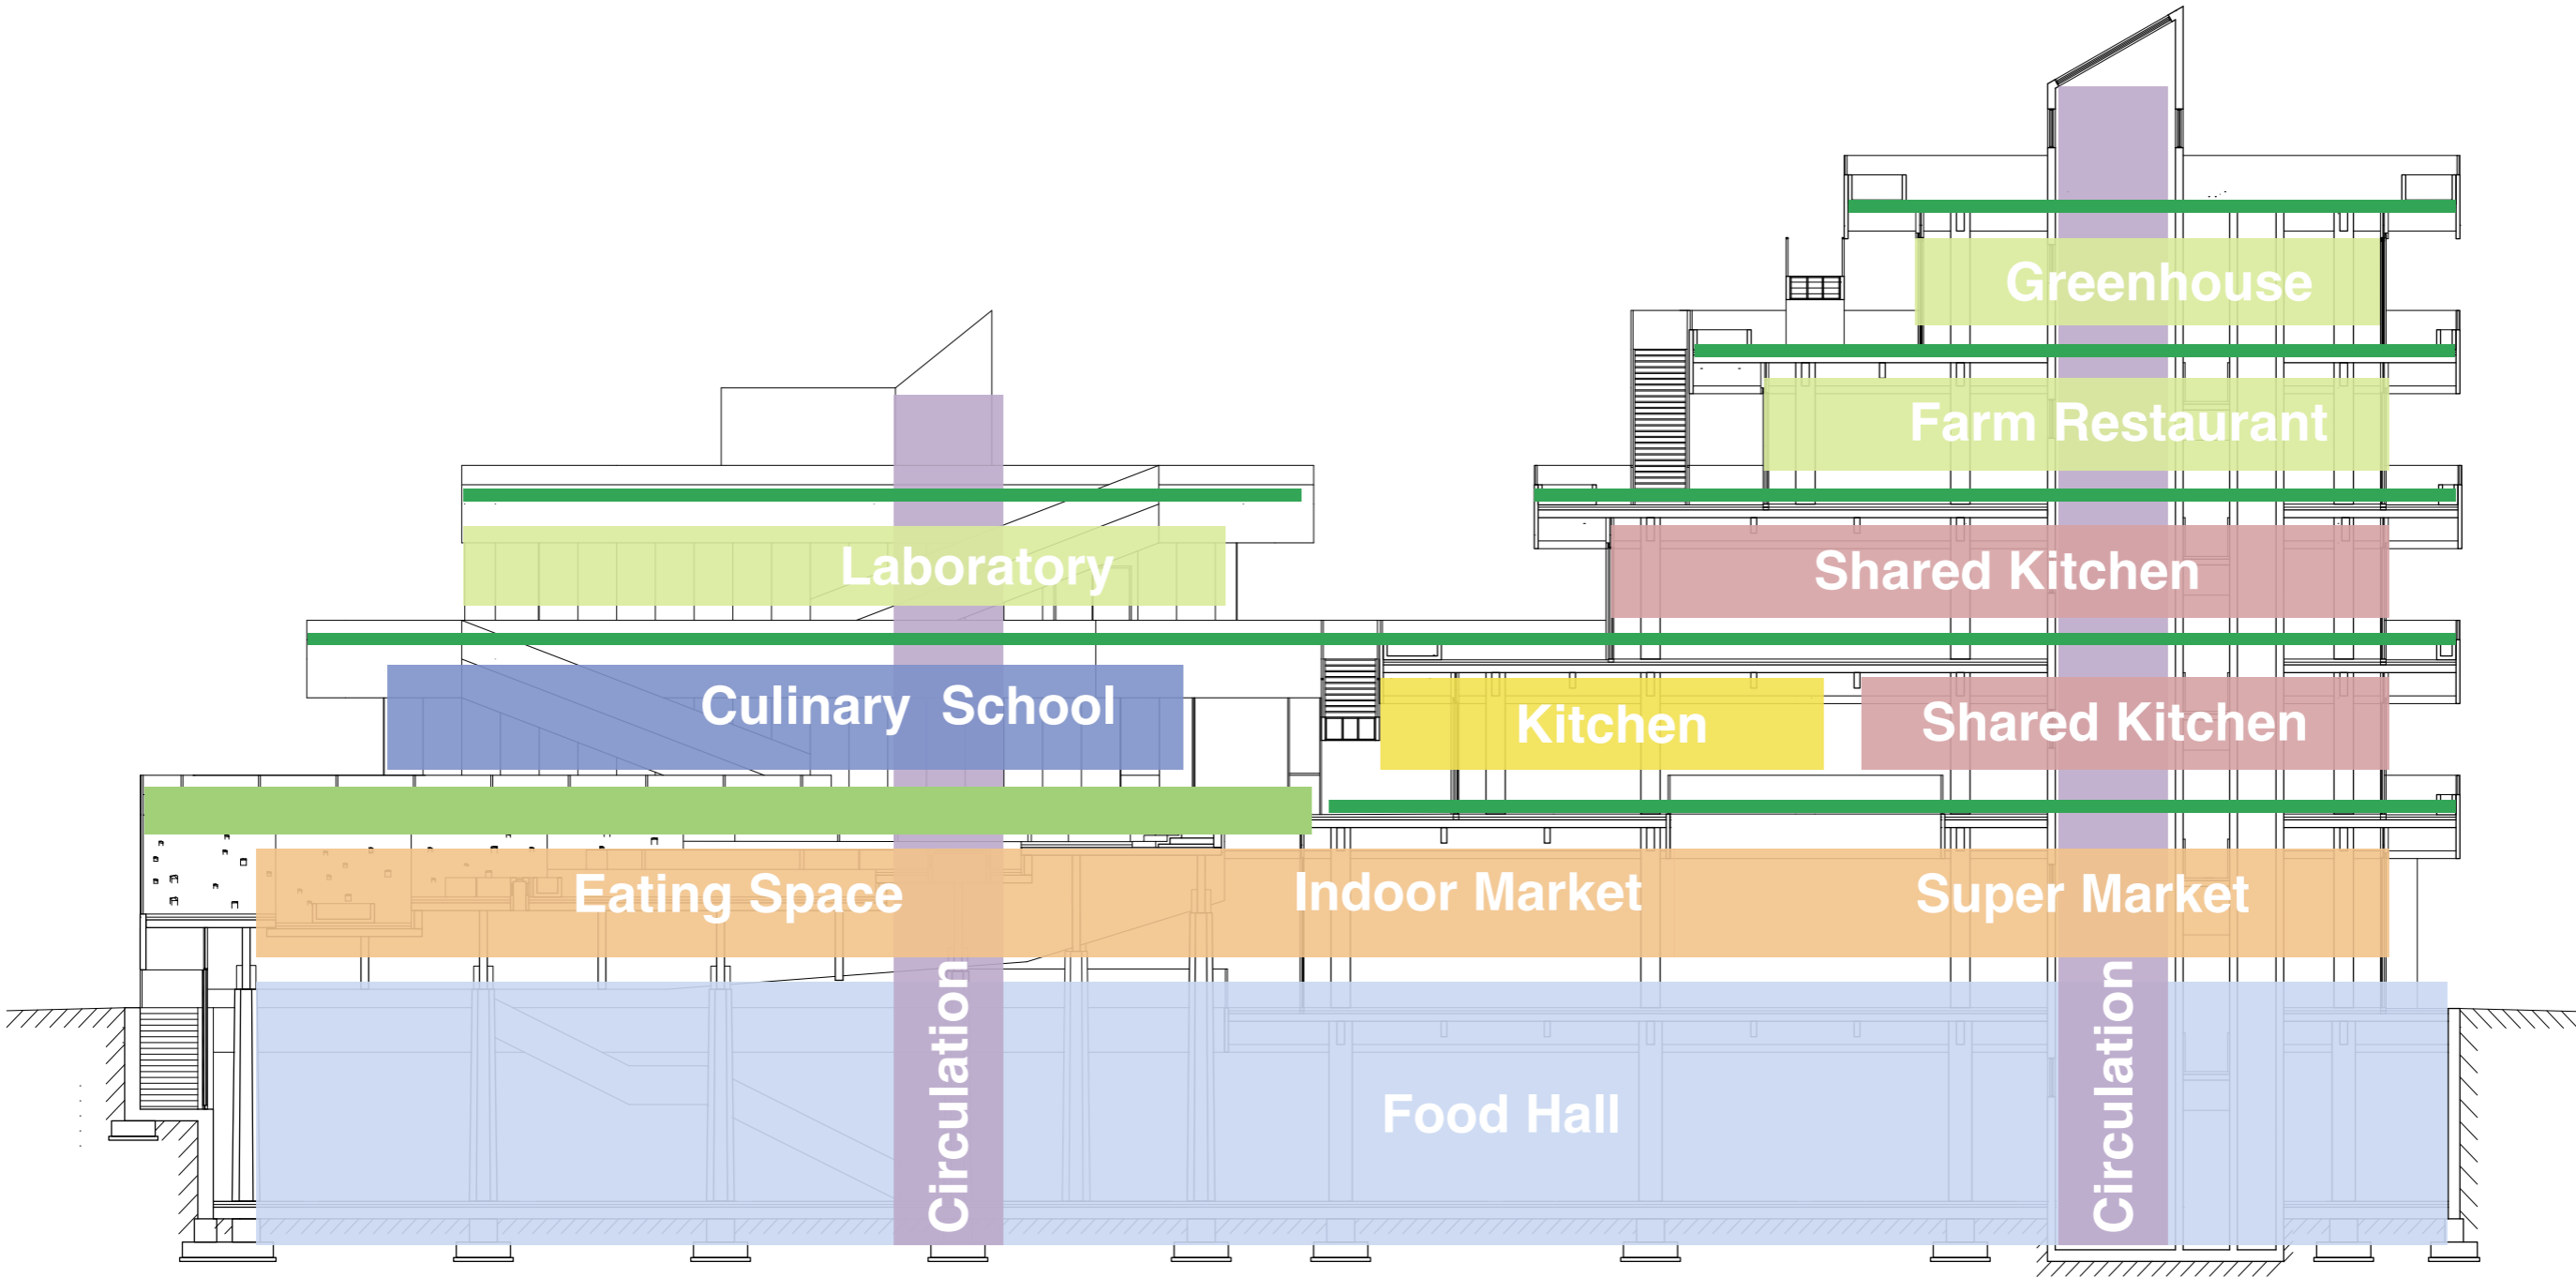 Greenhouse
Farm Restaurant
Laboratory
Shared Kitchen
Culinary School
Kitchen
Shared Kitchen
Eating Space
Indoor Market
Super Market
Circulation
Food Hall
Circulation